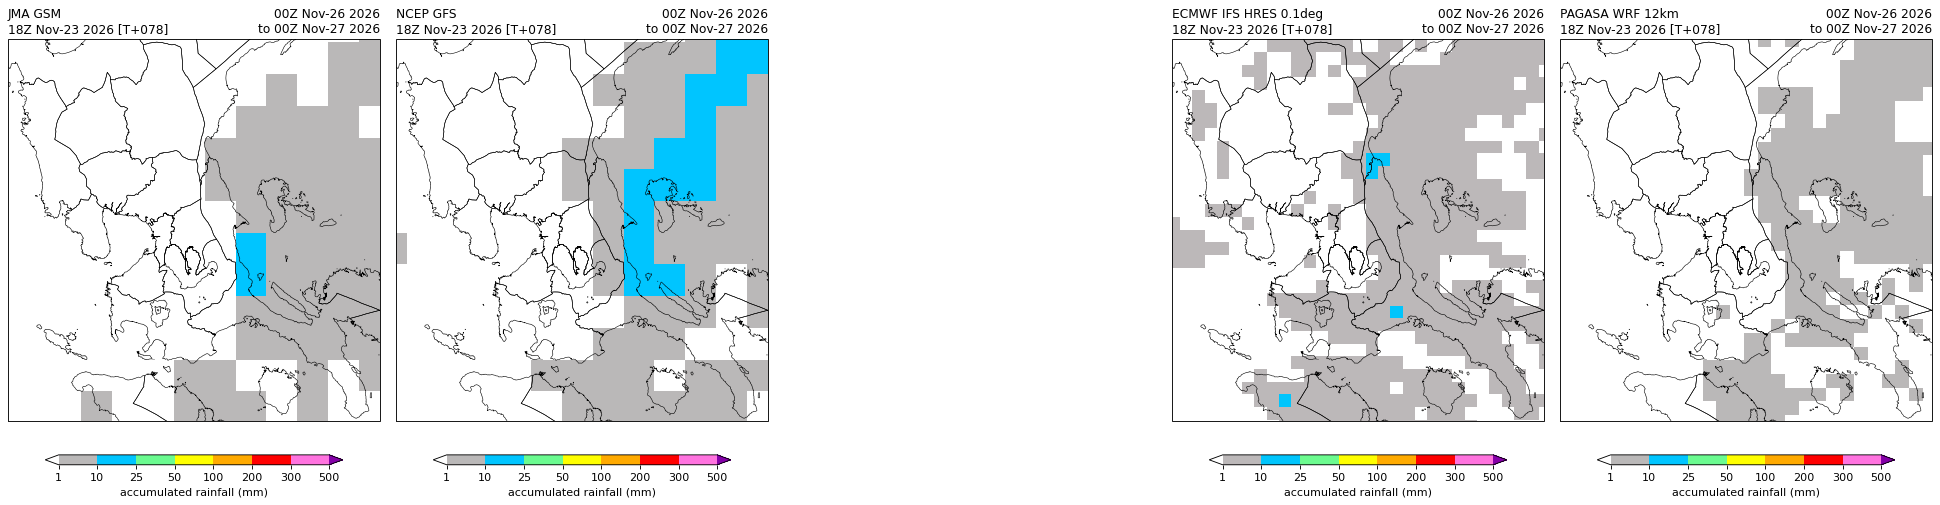 JMA GSM
00Z Nov-26 2026
18Z Nov-23 2026 [T+078]
to 00Z Nov-27 2026
1 10 25 50 100 200 300 500
accumulated rainfall (mm)
NCEP GFS
00Z Nov-26 2026
18Z Nov-23 2026 [T+078]
to 00Z Nov-27 2026
1 10 25 50 100 200 300 500
accumulated rainfall (mm)
ECMWF IFS HRES 0.1deg
00Z Nov-26 2026
18Z Nov-23 2026 [T+078]
to 00Z Nov-27 2026
1 10 25 50 100 200 300 500
accumulated rainfall (mm)
PAGASA WRF 12km
00Z Nov-26 2026
18Z Nov-23 2026 [T+078]
to 00Z Nov-27 2026
1 10 25 50 100 200 300 500
accumulated rainfall (mm)